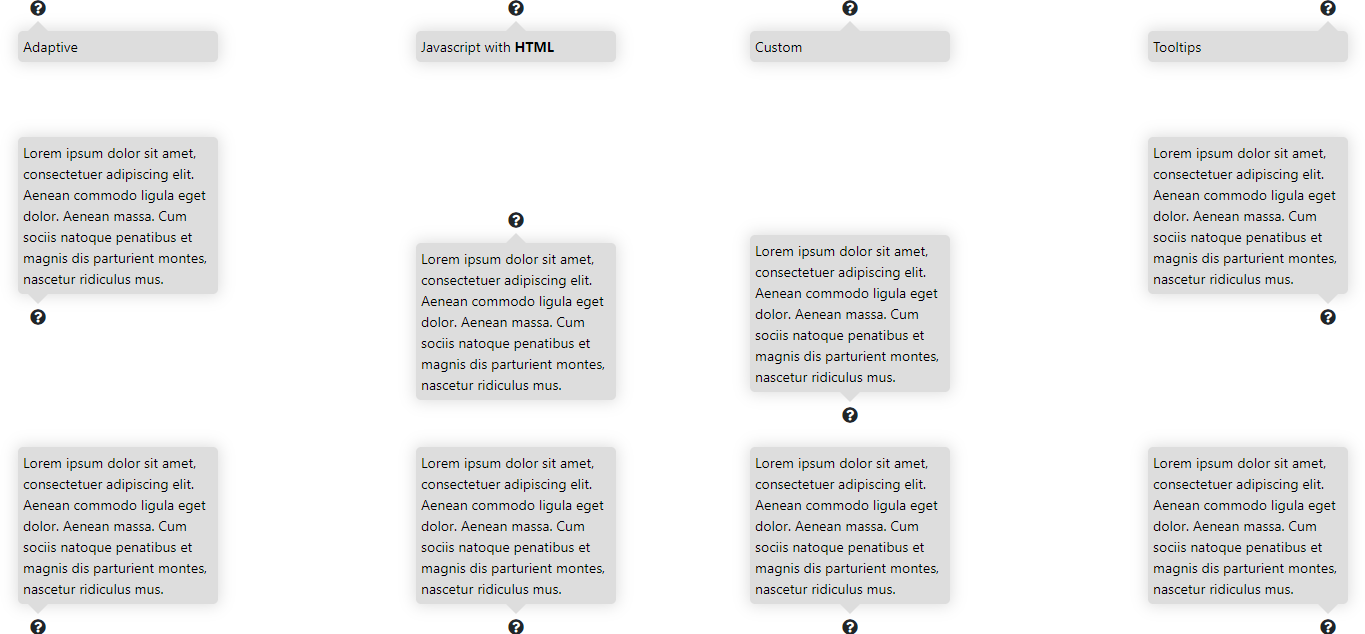 Adaptive
Javascript with HTML
Custom
Tooltips
Lorem ipsum dolor sit amet,
consectetuer adipiscing elit.
Aenean commodo ligula eget
dolor. Aenean massa. Cum
sociis natoque penatibus et
magnis dis parturient montes,
nascetur ridiculus mus.
Lorem ipsum dolor sit amet,
consectetuer adipiscing elit.
Aenean commodo ligula eget
dolor. Aenean massa. Cum
sociis natoque penatibus et
magnis dis parturient montes,
nascetur ridiculus mus.
Lorem ipsum dolor sit amet,
consectetuer adipiscing elit.
Aenean commodo ligula eget
dolor. Aenean massa. Cum
sociis natoque penatibus et
magnis dis parturient montes,
nascetur ridiculus mus.
Lorem ipsum dolor sit amet,
consectetuer adipiscing elit.
Aenean commodo ligula eget
dolor. Aenean massa. Cum
sociis natoque penatibus et
magnis dis parturient montes,
nascetur ridiculus mus.
Lorem ipsum dolor sit amet,
consectetuer adipiscing elit.
Aenean commodo ligula eget
dolor. Aenean massa. Cum
sociis natoque penatibus et
magnis dis parturient montes,
nascetur ridiculus mus.
Lorem ipsum dolor sit amet,
consectetuer adipiscing elit.
Aenean commodo ligula eget
dolor. Aenean massa. Cum
sociis natoque penatibus et
magnis dis parturient montes,
nascetur ridiculus mus.
Lorem ipsum dolor sit amet,
consectetuer adipiscing elit.
Aenean commodo ligula eget
dolor. Aenean massa. Cum
sociis natoque penatibus et
magnis dis parturient montes,
nascetur ridiculus mus.
Lorem ipsum dolor sit amet,
consectetuer adipiscing elit.
Aenean commodo ligula eget
dolor. Aenean massa. Cum
sociis natoque penatibus et
magnis dis parturient montes,
nascetur ridiculus mus.